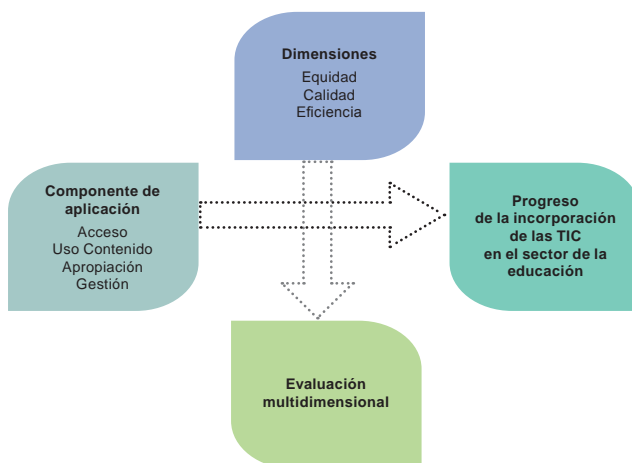 Dimensiones
Equidad
Calidad
Eficiencia
Componente de
aplicación
Acceso
Uso Contenido
Apropiación
Gestión
Progreso
de la incorporación
de las TIC
en el sector de la
educación
Evaluación
multidimensional